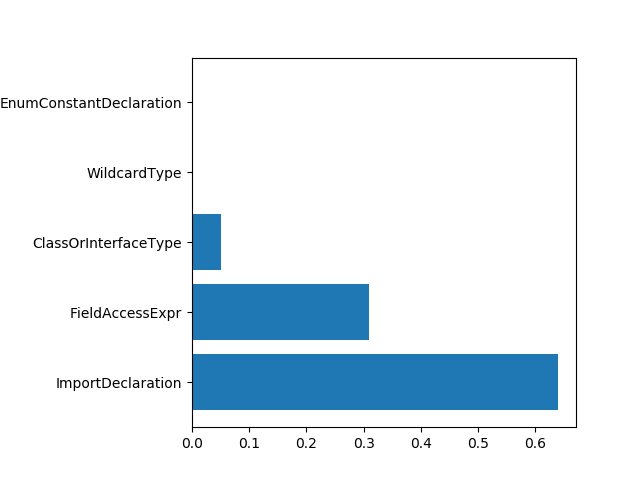 EnumConstantDeclaration
WildcardType
ClassOrInterfaceType
FieldAccessExpr
ImportDeclaration
0.0 0.1 0.2 0.3 0.4 0.5 0.6